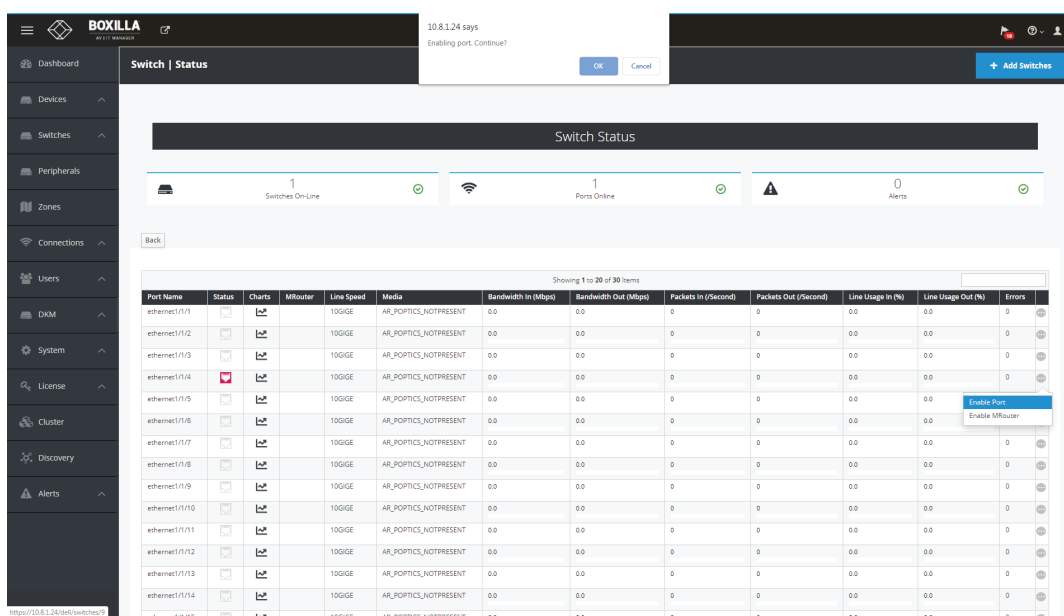 10.8.1.24 says
Enabling port. Continue?
OK Cancel
BOXILLA
AV | IT MANAGER
10
Dashboard
Devices
Switches
Peripherals
Zones
Connections
Users
DKM
System
License
Cluster
Discovery
Alerts
Switch | Status
+ Add Switches
Switch Status
1
Switches On-Line
1
Ports Online
0
Alerts
Back
Showing 1 to 20 of 30 Items
Port Name Status Charts MRouter Line Speed Media Bandwidth In (Mbps) Bandwidth Out (Mbps) Packets In (/Second) Packets Out (/Second) Line Usage In (%) Line Usage Out (%) Errors
ethernet1/1/1 10GIGE AR_POPTICS_NOTPRESENT 0.0 0.0 0 0 0.0 0.0 0
ethernet1/1/2 10GIGE AR_POPTICS_NOTPRESENT 0.0 0.0 0 0 0.0 0.0 0
ethernet1/1/3 10GIGE AR_POPTICS_NOTPRESENT 0.0 0.0 0 0 0.0 0.0 0
ethernet1/1/4 10GIGE AR_POPTICS_NOTPRESENT 0.0 0.0 0 0 0.0 0.0 0
ethernet1/1/5 10GIGE AR_POPTICS_NOTPRESENT 0.0 0.0 0 0 0.0 0.0
Enable Port
Enable MRouter
ethernet1/1/6 10GIGE AR_POPTICS_NOTPRESENT 0.0 0.0 0 0 0.0 0.0
ethernet1/1/7 10GIGE AR_POPTICS_NOTPRESENT 0.0 0.0 0 0 0.0 0.0 0
ethernet1/1/8 10GIGE AR_POPTICS_NOTPRESENT 0.0 0.0 0 0 0.0 0.0 0
ethernet1/1/9 10GIGE AR_POPTICS_NOTPRESENT 0.0 0.0 0 0 0.0 0.0 0
ethernet1/1/10 10GIGE AR_POPTICS_NOTPRESENT 0.0 0.0 0 0 0.0 0.0 0
ethernet1/1/11 10GIGE AR_POPTICS_NOTPRESENT 0.0 0.0 0 0 0.0 0.0 0
ethernet1/1/12 10GIGE AR_POPTICS_NOTPRESENT 0.0 0.0 0 0 0.0 0.0 0
ethernet1/1/13 10GIGE AR_POPTICS_NOTPRESENT 0.0 0.0 0 0 0.0 0.0 0
ethernet1/1/14 10GIGE AR_POPTICS_NOTPRESENT 0.0 0.0 0 0 0.0 0.0 0
https://10.8.1.24/dell/switches/9